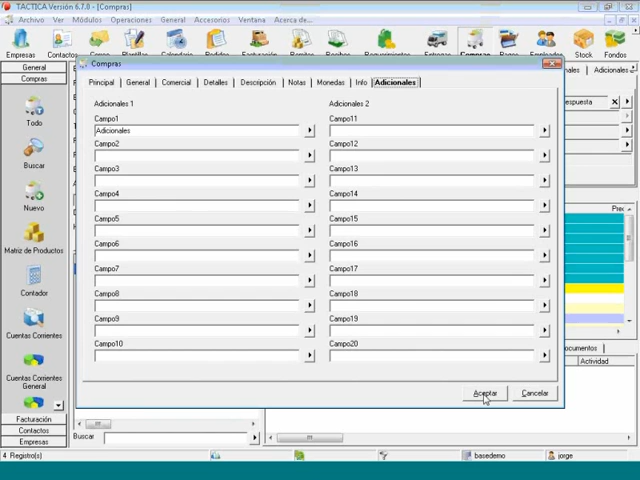 TACTICA Versión 6.7.0 - [Compras]
Archivo Ver Módulos Operaciones General Accesorios Ventana Acerca de...
Empresas Contactos Plantillas Calendario Pedidos Facturación Remitos Recibos Requerimientos Entregas Compras Pagos Stock Fondos
General
Compras
Todo
Buscar
Nuevo
Matriz de Productos
Contador
Cuentas Corrientes
Cuentas Corrientes General
Facturación
Contactos
Empresas
Compras
Principal General Comercial Detalles Descripción Notas Monedas Info Adicionales
Adicionales 1 Adicionales 2
Campo1 Campo11
Adicionales
Campo2 Campo12
Campo3 Campo13
Campo4 Campo14
Campo5 Campo15
Campo6 Campo16
Campo7 Campo17
Campo8 Campo18
Campo9 Campo19
Campo10 Campo20
Aceptar Cancelar
Actividad
Buscar
4 Registro(s) basedemo jorge